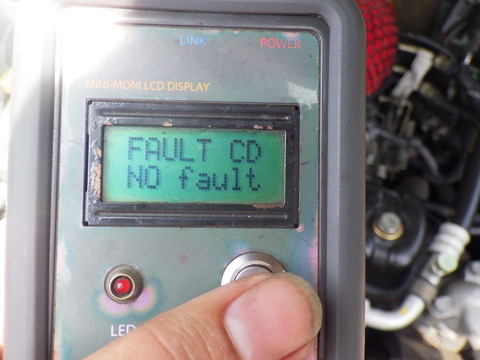 LINK POWER
MINI-MONI LCD DISPLAY
FAULT CD
NO fault
LED